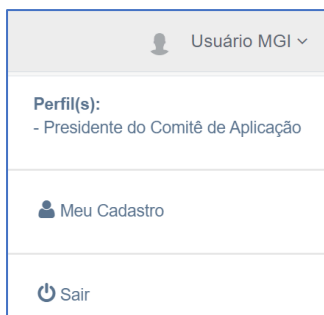 Usuário MGI
Perfil(s):
- Presidente do Comitê de Aplicação
Meu Cadastro
Sair